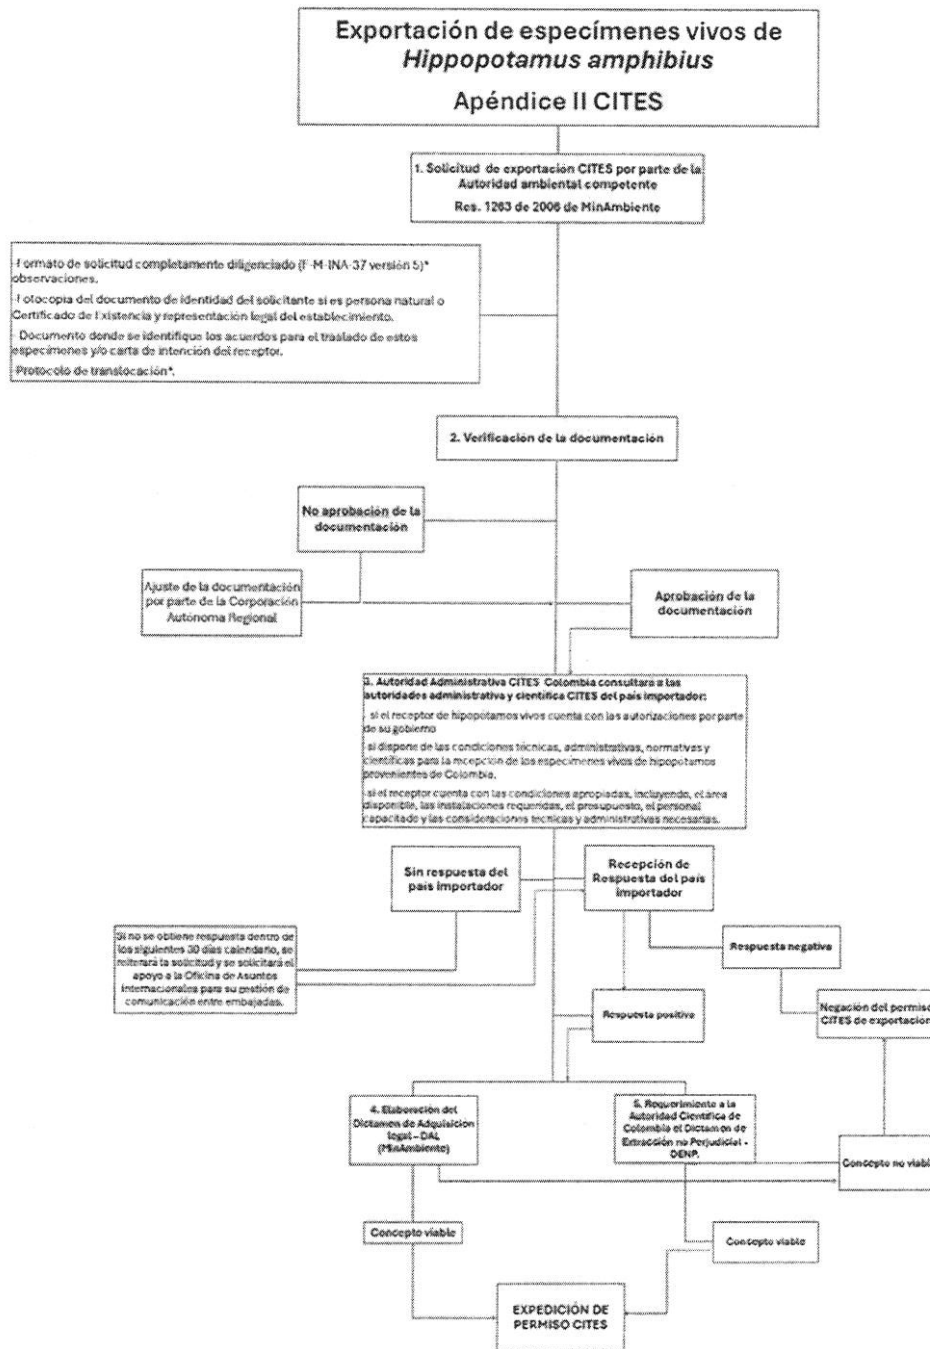 Exportación de especímenes vivos de
Hippopotamus amphibius
Apéndice II CITES
1. Solicitud de exportación CITES por parte de la
Autoridad ambiental competente
Res. 1263 de 2006 de MinAmbiente
-Formato de solicitud completamente diligenciado (F-M-INA-37 versión 5)*
observaciones.
-Fotocopia del documento de identidad del solicitante si es persona natural o
Certificado de Existencia y representación legal del establecimiento.
- Documento donde se identifique los acuerdos para el traslado de estos
especímenes y/o carta de intención del receptor.
-Protocolo de translocación*.
2. Verificación de la documentación
No aprobación de la
documentación
Ajuste de la documentación
por parte de la Corporación
Autónoma Regional
Aprobación de la
documentación
3. Autoridad Administrativa CITES Colombia consultara a las
autoridades administrativa y científica CITES del país importador:
- si el receptor de hipopótamos vivos cuenta con las autorizaciones por parte
de su gobierno
-si dispone de las condiciones técnicas, administrativas, normativas y
científicas para la recepción de los especímenes vivos de hipopótamos
provenientes de Colombia.
-si el receptor cuenta con las condiciones apropiadas, incluyendo, el área
disponible, las instalaciones requeridas, el presupuesto, el personal
capacitado y las consideraciones técnicas y administrativas necesarias.
Sin respuesta del
país importador
Recepción de
Respuesta del país
importador
Si no se obtiene respuesta dentro de
los siguientes 30 días calendario, se
reiterará la solicitud y se solicitará el
apoyo a la Oficina de Asuntos
Internacionales para su gestión de
comunicación entre embajadas.
Respuesta negativa
Respuesta positiva
Negación del permiso
CITES de exportación
4. Elaboración del
Dictamen de Adquisición
legal – DAL
(MinAmbiente)
5. Requerimiento a la
Autoridad Científica de
Colombia el Dictamen de
Extracción no Perjudicial -
DENP.
Concepto no viable
Concepto viable
Concepto viable
EXPEDICIÓN DE
PERMISO CITES